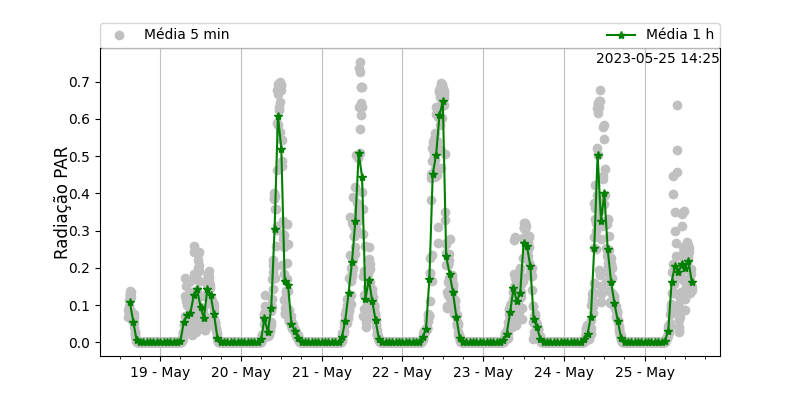 Média 5 min
Média 1 h
2023-05-25 14:25
Radiação PAR
0.7
0.6
0.5
0.4
0.3
0.2
0.1
0.0
19 - May
20 - May
21 - May
22 - May
23 - May
24 - May
25 - May